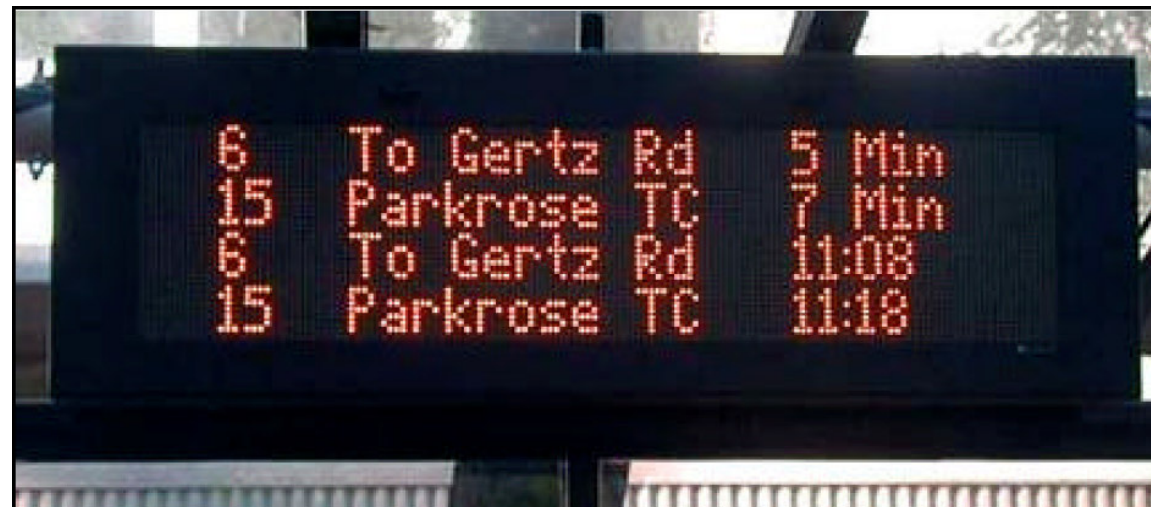 6 To Gertz Rd 5 Min
15 Parkrose TC 7 Min
6 To Gertz Rd 11:08
15 Parkrose TC 11:18